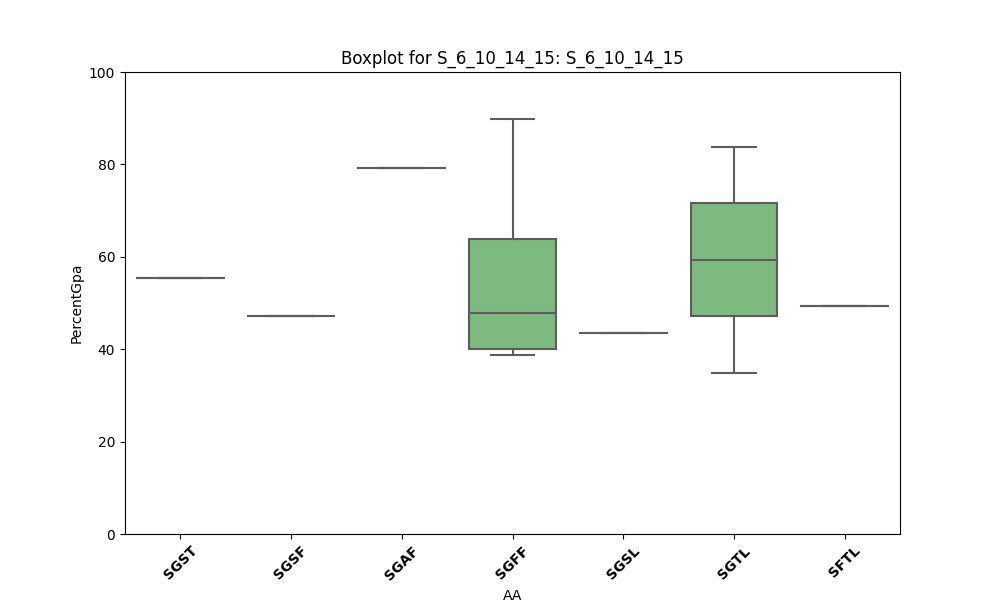 Boxplot for S_6_10_14_15: S_6_10_14_15
100
80
60
40
20
0
PercentGpa
SGST SGSF SGAF SGFF SGSL SGTL SFTL
AA